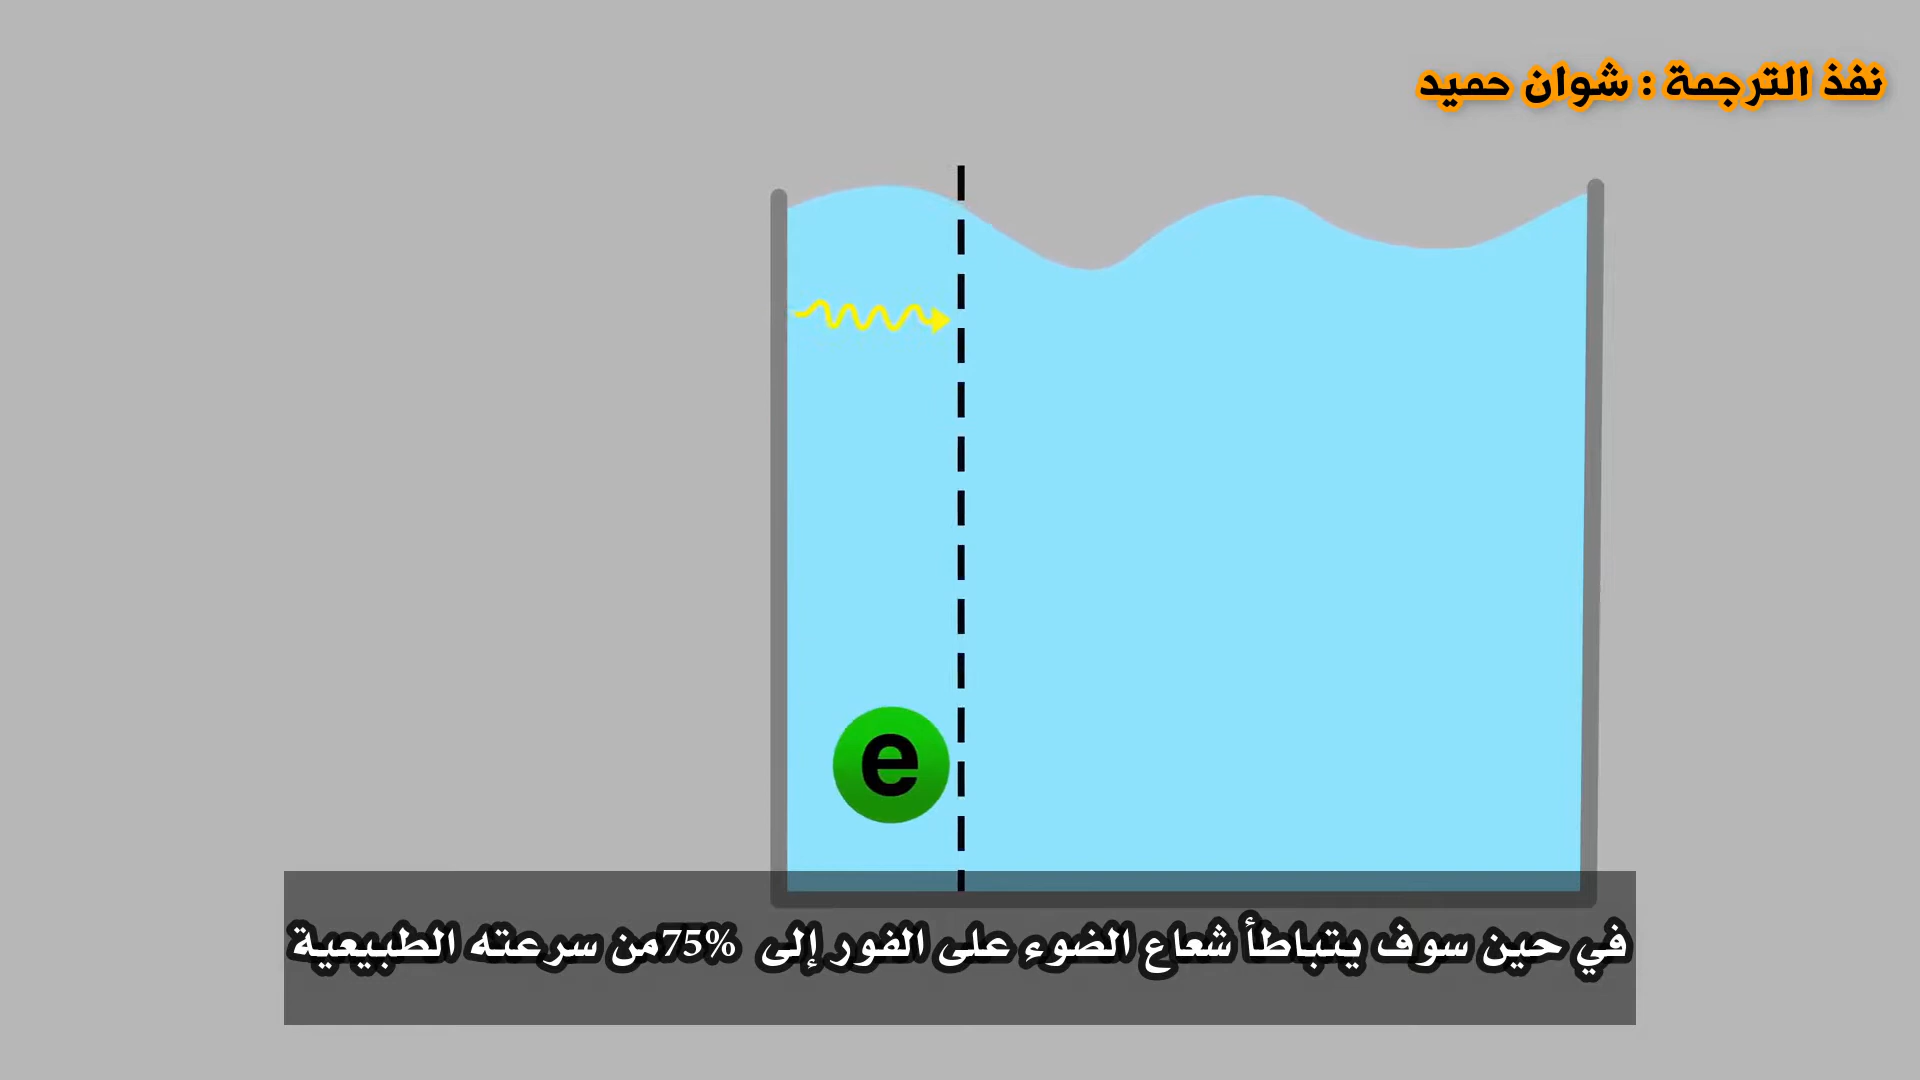 نفذ الترجمة : شوان حميد
e
في حين سوف يتباطأ شعاع الضوء على الفور إلى 75%من سرعته الطبيعية